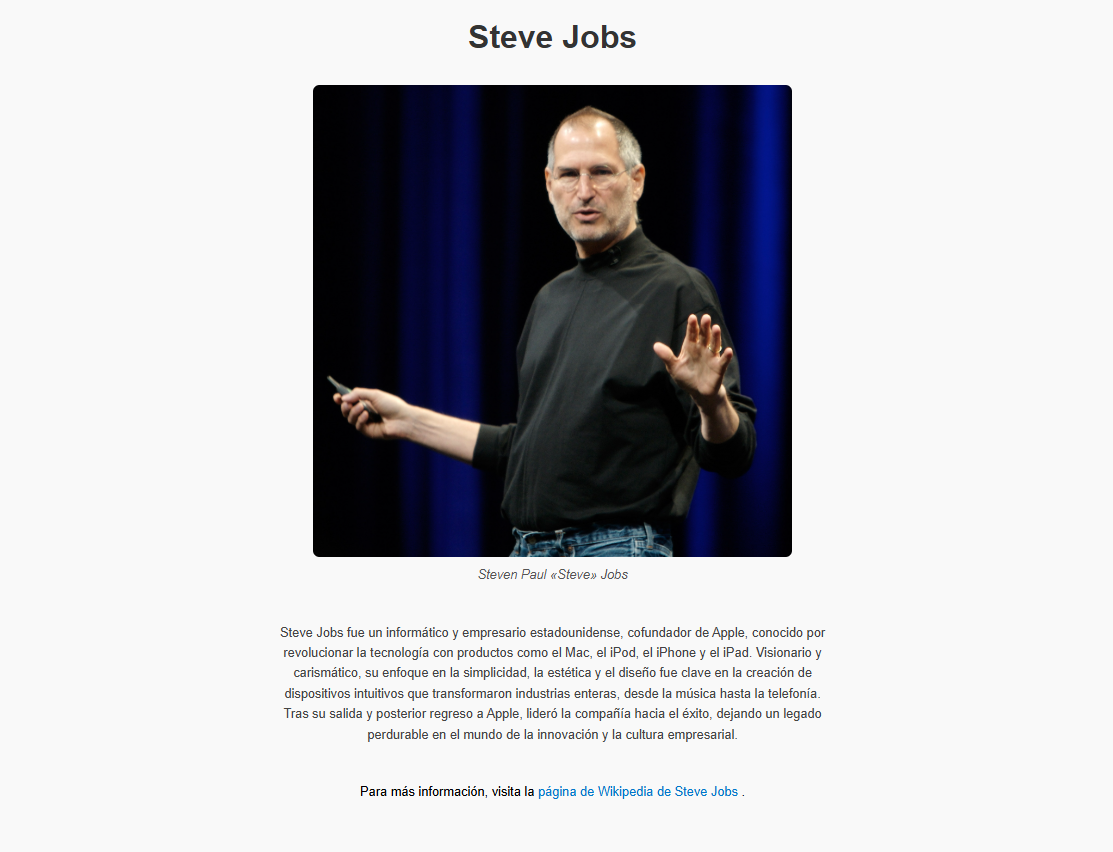 Steve Jobs
Steven Paul «Steve» Jobs
Steve Jobs fue un informático y empresario estadounidense, cofundador de Apple, conocido por
revolucionar la tecnología con productos como el Mac, el iPod, el iPhone y el iPad. Visionario y
carismático, su enfoque en la simplicidad, la estética y el diseño fue clave en la creación de
dispositivos intuitivos que transformaron industrias enteras, desde la música hasta la telefonía.
Tras su salida y posterior regreso a Apple, lideró la compañía hacia el éxito, dejando un legado
perdurable en el mundo de la innovación y la cultura empresarial.
Para más información, visita la página de Wikipedia de Steve Jobs .